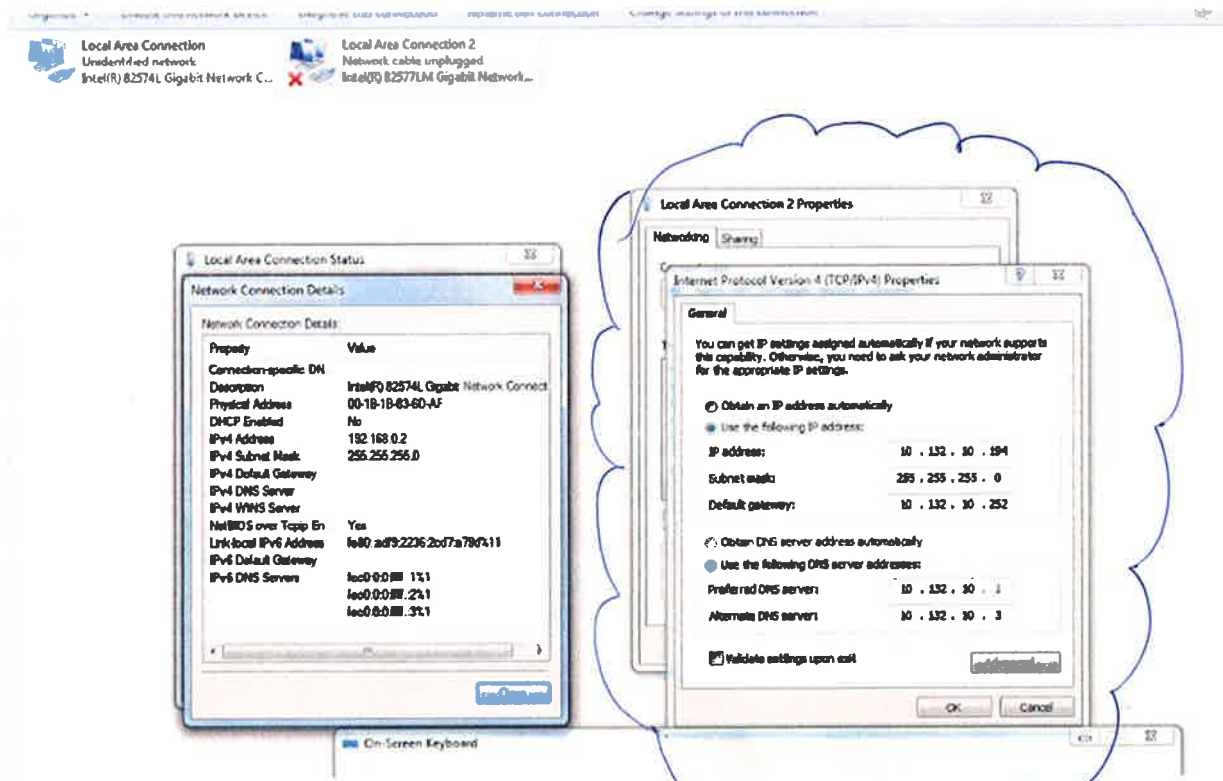 Change settings of this connection
Local Area Connection
Unidentified network
Intel(R) 82574L Gigabit Network C...
Local Area Connection 2
Network cable unplugged
Intel(R) 82577LM Gigabit Network...
Local Area Connection Status
Network Connection Details
Network Connection Details:
Property Value
Connection-specific DN
Description Intel(R) 82574L Gigabit Network Connect
Physical Address 00-1B-1B-83-6D-AF
DHCP Enabled No
IPv4 Address 192.168.0.2
IPv4 Subnet Mask 255.255.255.0
IPv4 Default Gateway
IPv4 DNS Server
IPv4 WINS Server
NetBIOS over Tcpip En Yes
Link-local IPv6 Address
IPv6 Default Gateway
IPv6 DNS Servers
Local Area Connection 2 Properties
Networking Sharing
Internet Protocol Version 4 (TCP/IPv4) Properties
General
You can get IP settings assigned automatically if your network supports
this capability. Otherwise, you need to ask your network administrator
for the appropriate IP settings.
Obtain an IP address automatically
Use the following IP address:
IP address: 10 . 132 . 10 . 194
Subnet mask: 255 . 255 . 255 . 0
Default gateway: 10 . 132 . 10 . 252
Obtain DNS server address automatically
Use the following DNS server addresses:
Preferred DNS server: 10 . 132 . 10 .
Alternate DNS server: 10 . 132 . 10 . 3
Validate settings upon exit
OK Cancel
On-Screen Keyboard